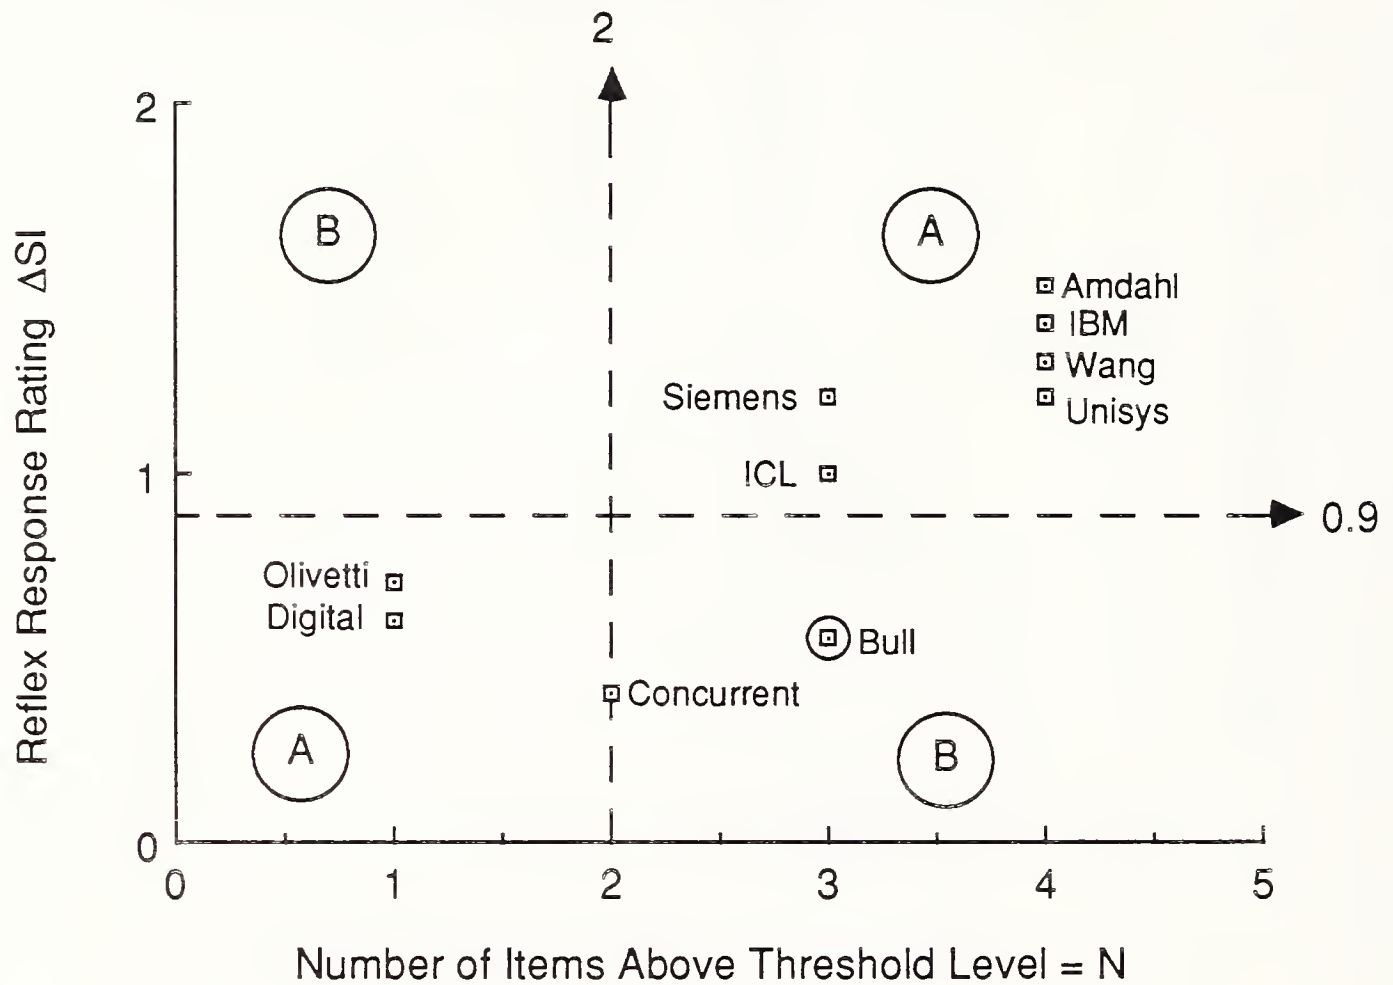 2
2
B
A
Amdahl
IBM
Siemens
Wang
Unisys
1
ICL
0.9
Olivetti
Digital
Bull
Concurrent
A
B
0
0 1 2 3 4 5
Reflex Response Rating ΔSI
Number of Items Above Threshold Level = N